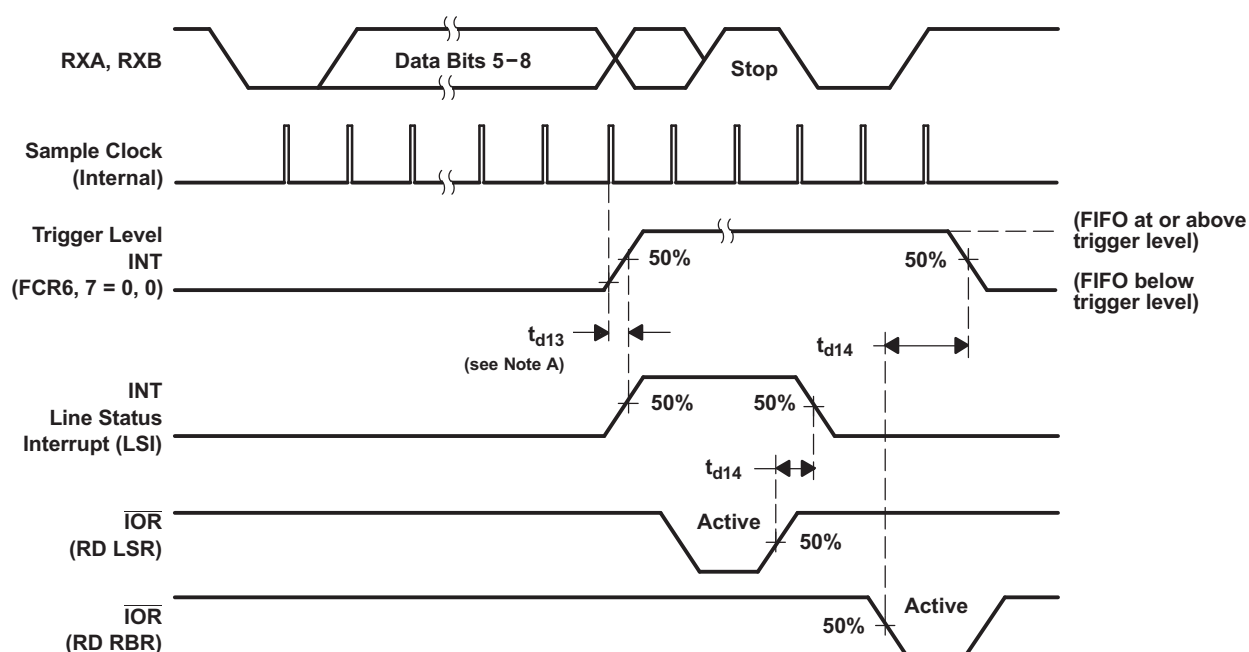 RXA, RXB
Data Bits 5−8
Stop
Sample Clock
(Internal)
Trigger Level
INT
(FCR6, 7 = 0, 0)
50%
50%
(FIFO at or above
trigger level)
(FIFO below
trigger level)
td13
(see Note A)
td14
INT
Line Status
Interrupt (LSI)
50%
50%
td14
IOR
(RD LSR)
Active
50%
IOR
(RD RBR)
50%
Active